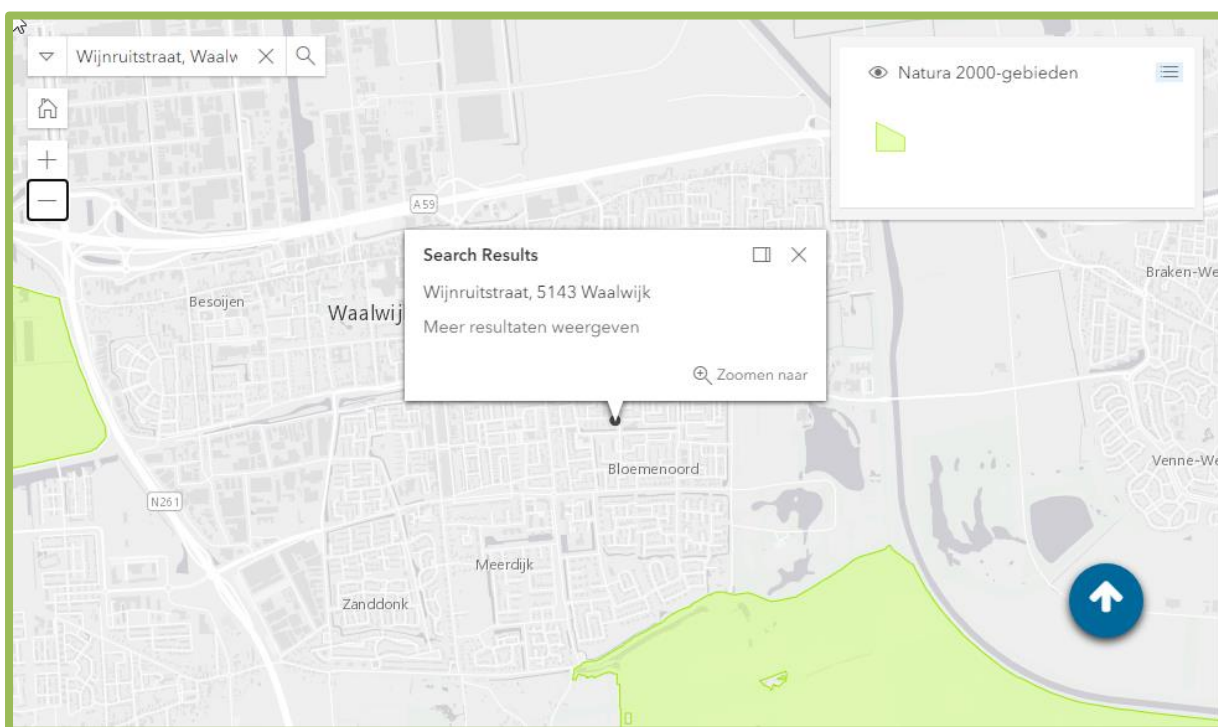 Wijnruitstraat, Waalw
Natura 2000-gebieden
A 59
Search Results
Wijnruitstraat, 5143 Waalwijk
Meer resultaten weergeven
Zoomen naar
Braken-We
Besoijen
Waalwij
Bloemenoord
Venne-We
N261
Meerdijk
Zanddonk